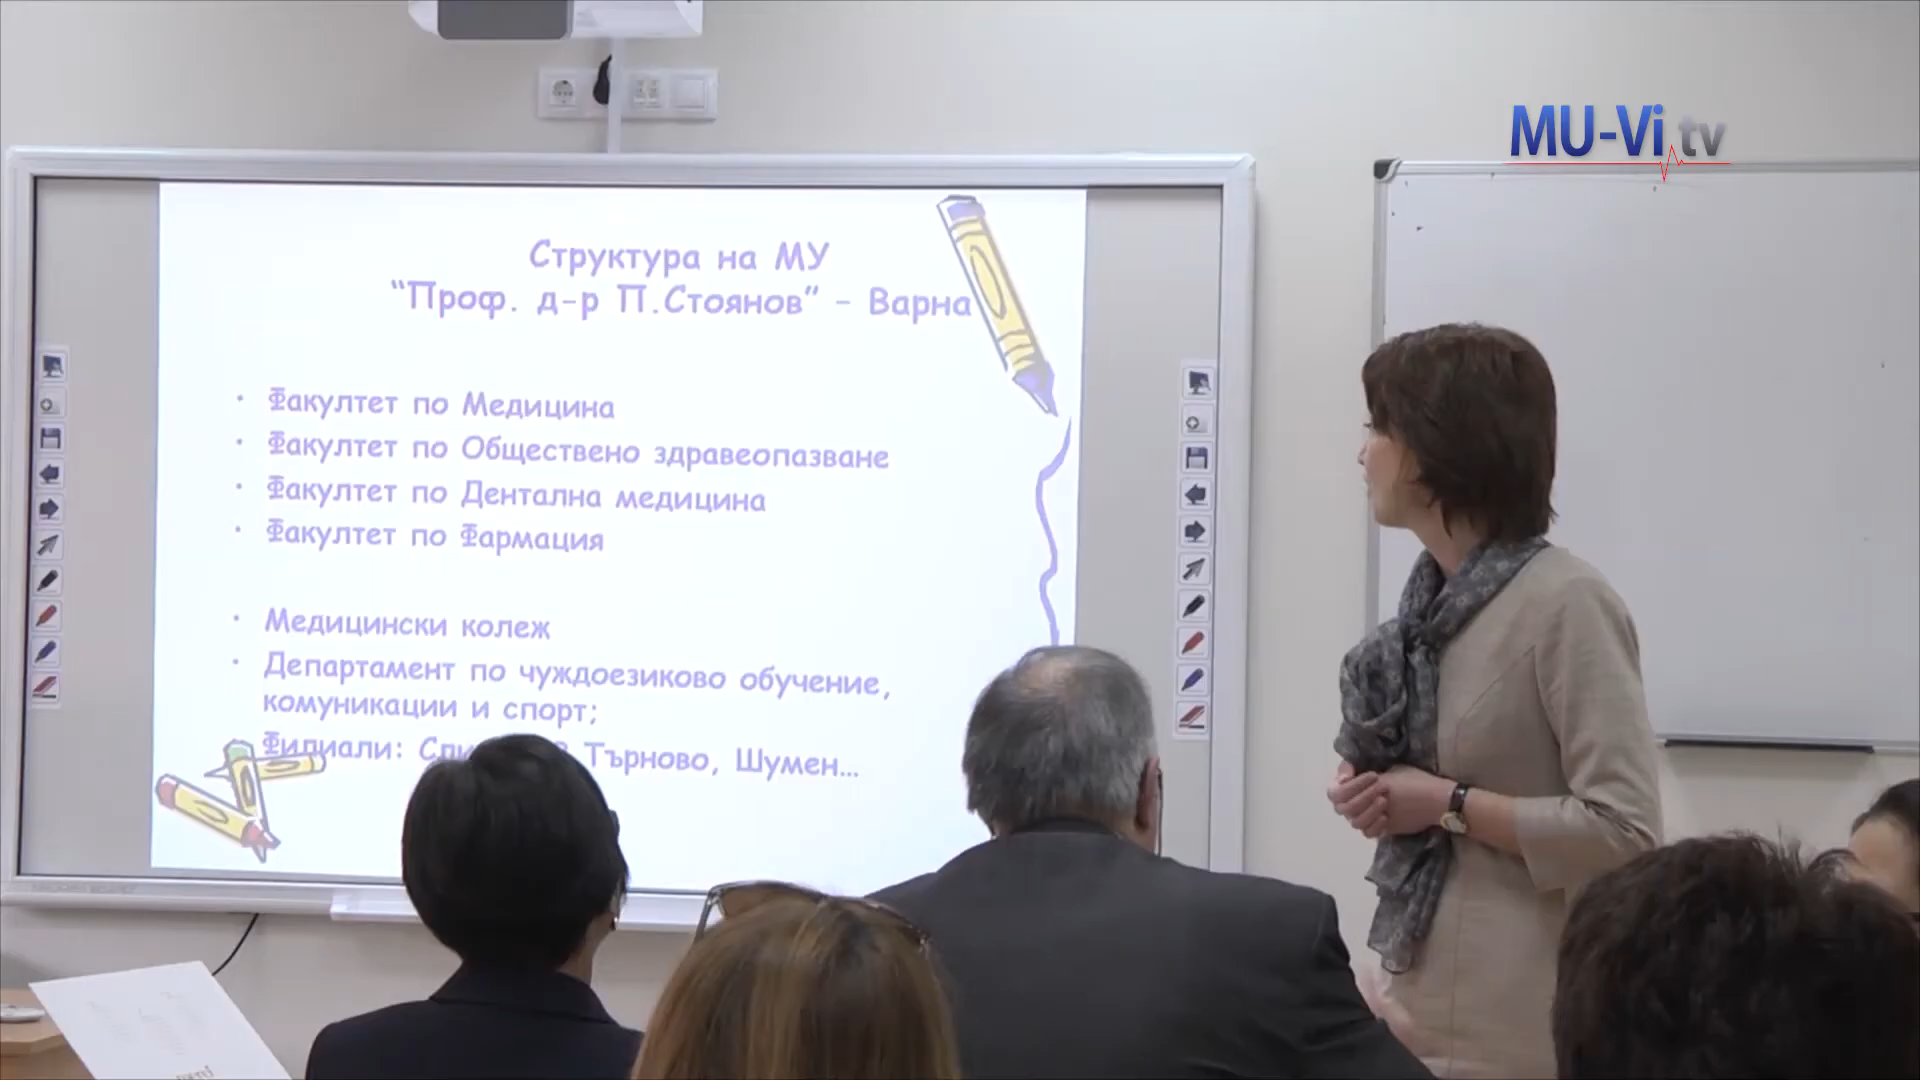 MU-Vi.tv
Структура на МУ
“Проф. д-р П.Стоянов” – Варна
• Факултет по Медицина
• Факултет по Обществено здравеопазване
• Факултет по Дентална медицина
• Факултет по Фармация
• Медицински колеж
• Департамент по чуждоезиково обучение,
комуникации и спорт;
Филиали: Търново, Шумен...